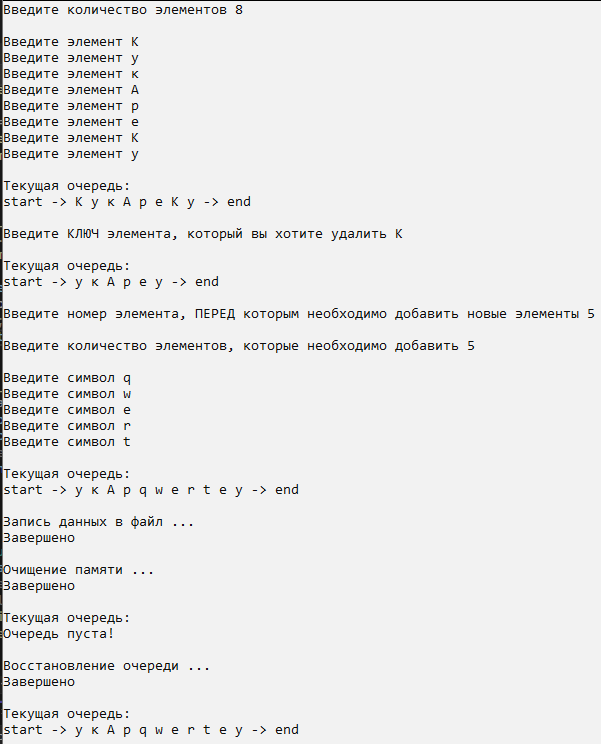 Введите количество элементов 8
Введите элемент К
Введите элемент у
Введите элемент к
Введите элемент А
Введите элемент р
Введите элемент е
Введите элемент К
Введите элемент у
Текущая очередь:
start -> К у к А р е К у -> end
Введите КЛЮЧ элемента, который вы хотите удалить К
Текущая очередь:
start -> у к А р е у -> end
Введите номер элемента, ПЕРЕД которым необходимо добавить новые элементы 5
Введите количество элементов, которые необходимо добавить 5
Введите символ q
Введите символ w
Введите символ e
Введите символ r
Введите символ t
Текущая очередь:
start -> у к А р q w e r t е у -> end
Запись данных в файл ...
Завершено
Очищение памяти ...
Завершено
Текущая очередь:
Очередь пуста!
Восстановление очереди ...
Завершено
Текущая очередь:
start -> у к А р q w e r t е у -> end